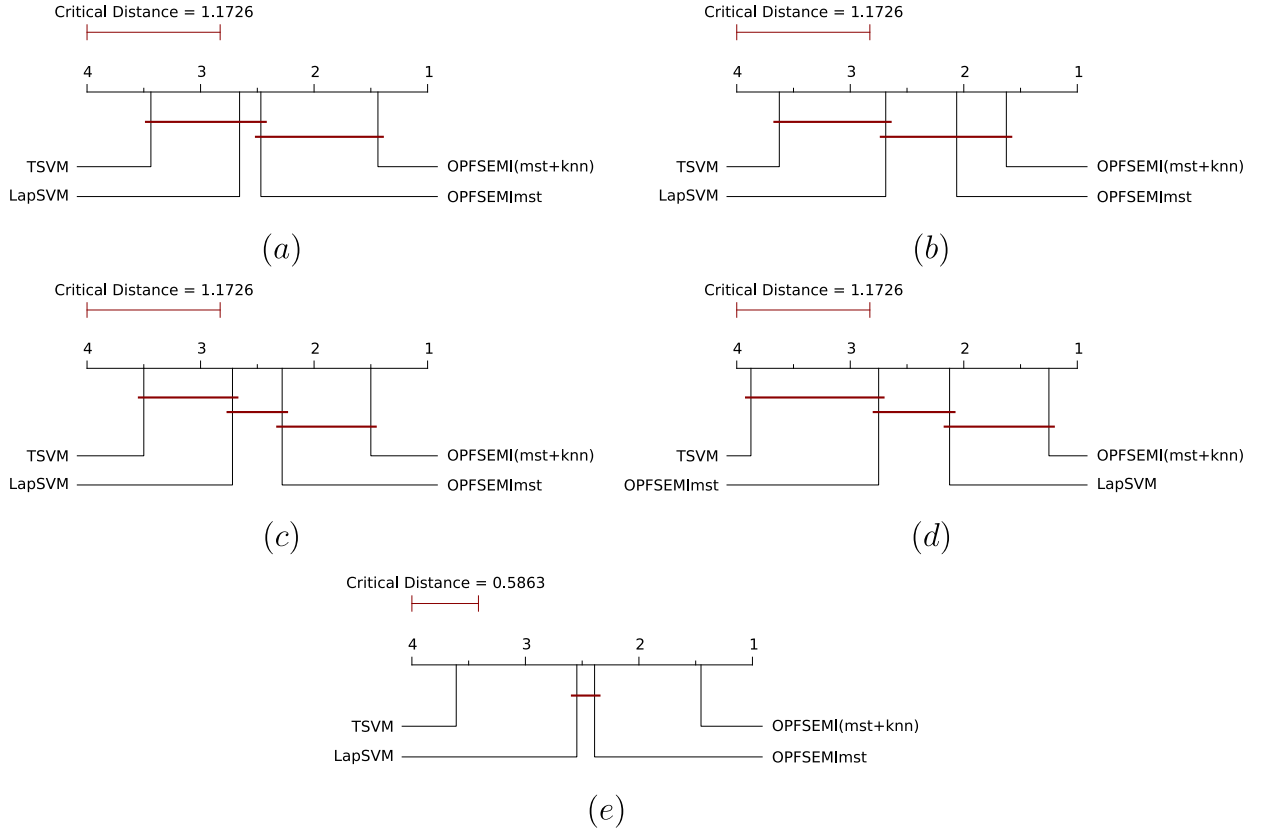 Critical Distance = 1.1726
4 3 2 1
TSVM OPFSEMI(mst+knn)
LapSVM OPFSEMImst
(a)
Critical Distance = 1.1726
4 3 2 1
TSVM OPFSEMI(mst+knn)
LapSVM OPFSEMImst
(b)
Critical Distance = 1.1726
4 3 2 1
TSVM OPFSEMI(mst+knn)
LapSVM OPFSEMImst
(c)
Critical Distance = 1.1726
4 3 2 1
TSVM OPFSEMI(mst+knn)
OPFSEMImst LapSVM
(d)
Critical Distance = 0.5863
4 3 2 1
TSVM OPFSEMI(mst+knn)
LapSVM OPFSEMImst
(e)